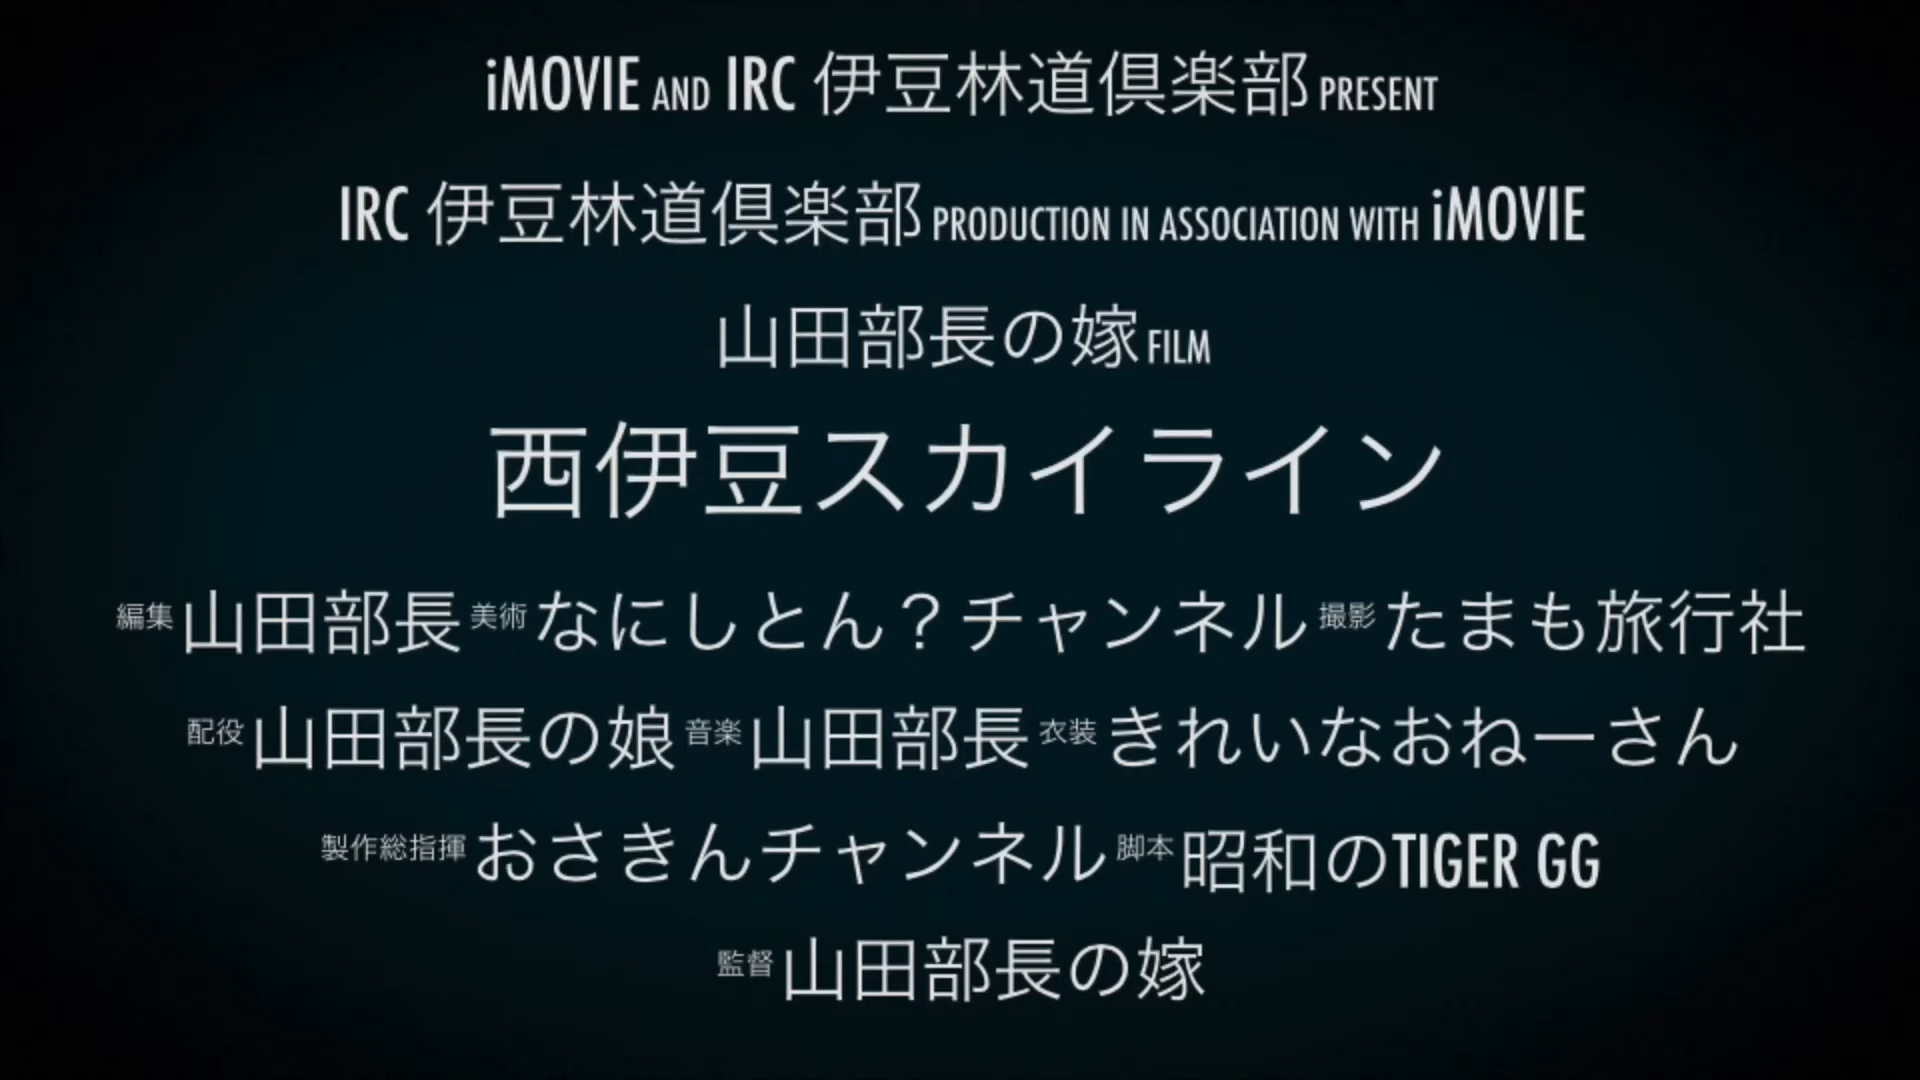 iMOVIE AND IRC 伊豆林道倶楽部 PRESENT
IRC 伊豆林道倶楽部 PRODUCTION IN ASSOCIATION WITH iMOVIE
山田部長の嫁 FILM
西伊豆スカイライン
編集 山田部長 美術 なにしとん？チャンネル 撮影 たまも旅行社
配役 山田部長の娘 音楽 山田部長 衣装 きれいなおねーさん
製作総指揮 おさきんチャンネル 脚本 昭和のTIGER GG
監督 山田部長の嫁